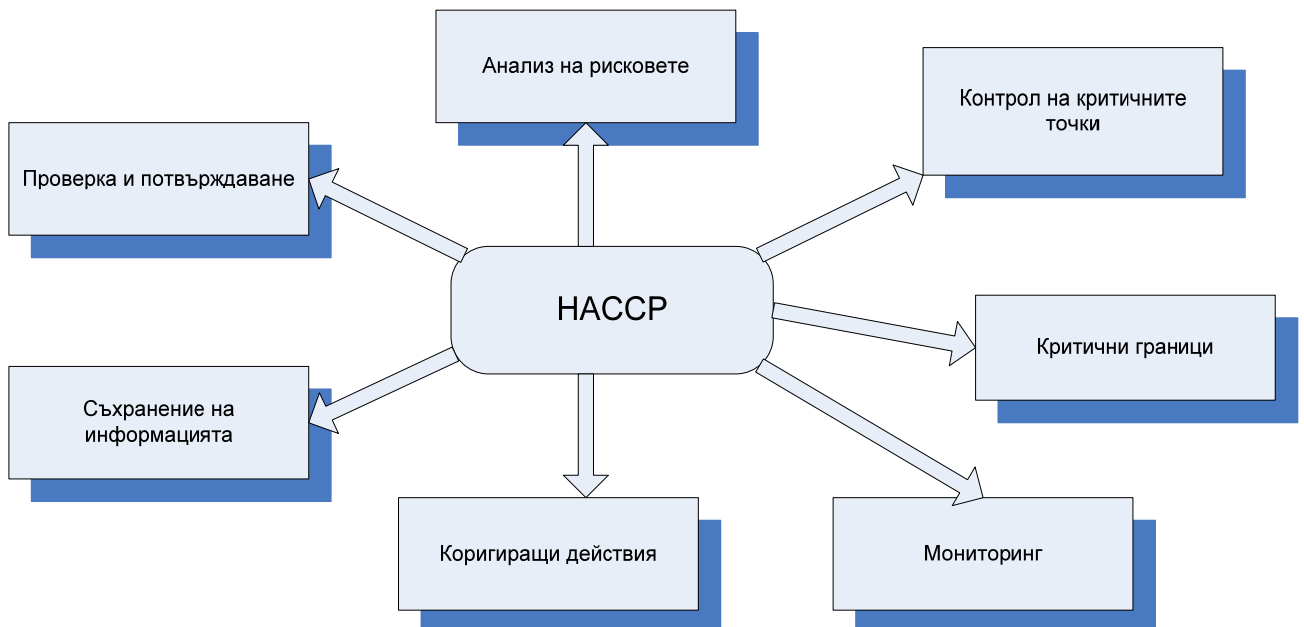 Анализ на рисковете
Контрол на критичните
точки
Проверка и потвърждаване
HACCP
Критични граници
Съхранение на
информацията
Коригиращи действия
Мониторинг